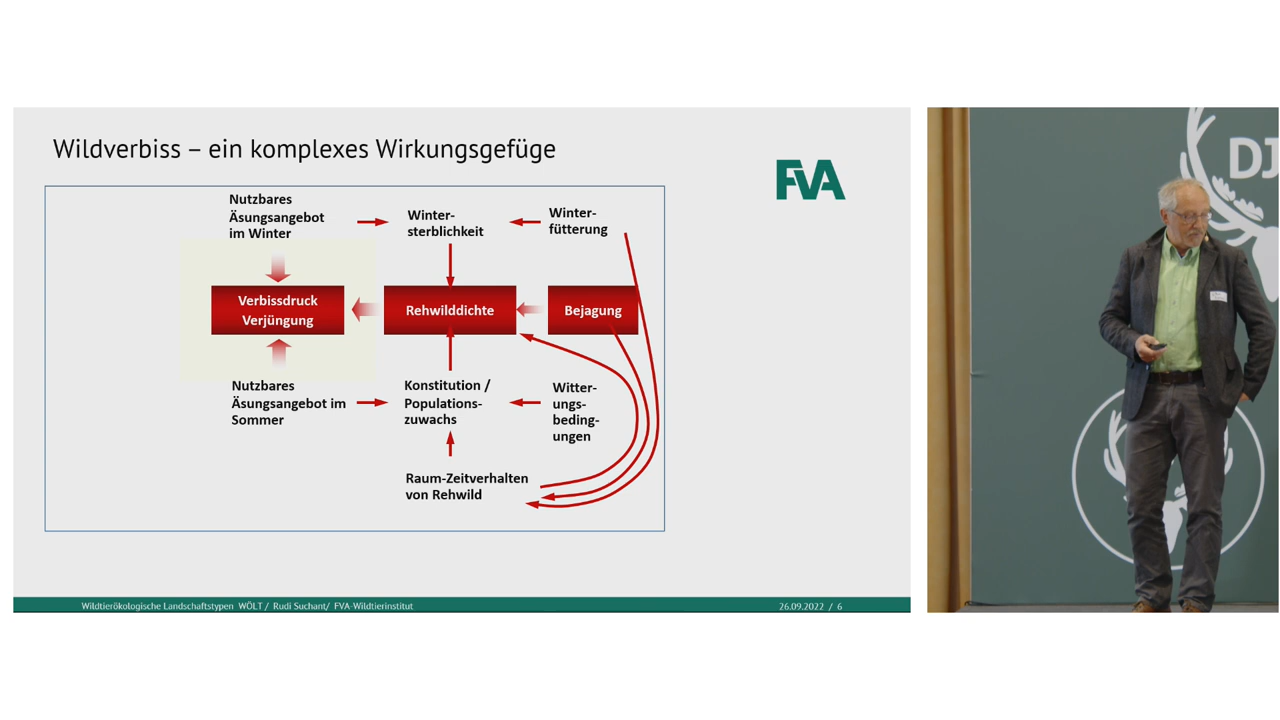 Wildverbiss – ein komplexes Wirkungsgefüge
FVA
DJ
Nutzbares
Äsungsangebot
im Winter
Winter-
sterblichkeit
Winter-
fütterung
Verbissdruck
Verjüngung
Rehwilddichte
Bejagung
Nutzbares
Äsungsangebot im
Sommer
Konstitution /
Populations-
zuwachs
Witter-
ungs-
beding-
ungen
Raum-Zeitverhalten
von Rehwild
Wildtierökologische Landschaftstypen WÖLT / Rudi Suchant/ FVA-Wildtierinstitut
26.09.2022 / 6